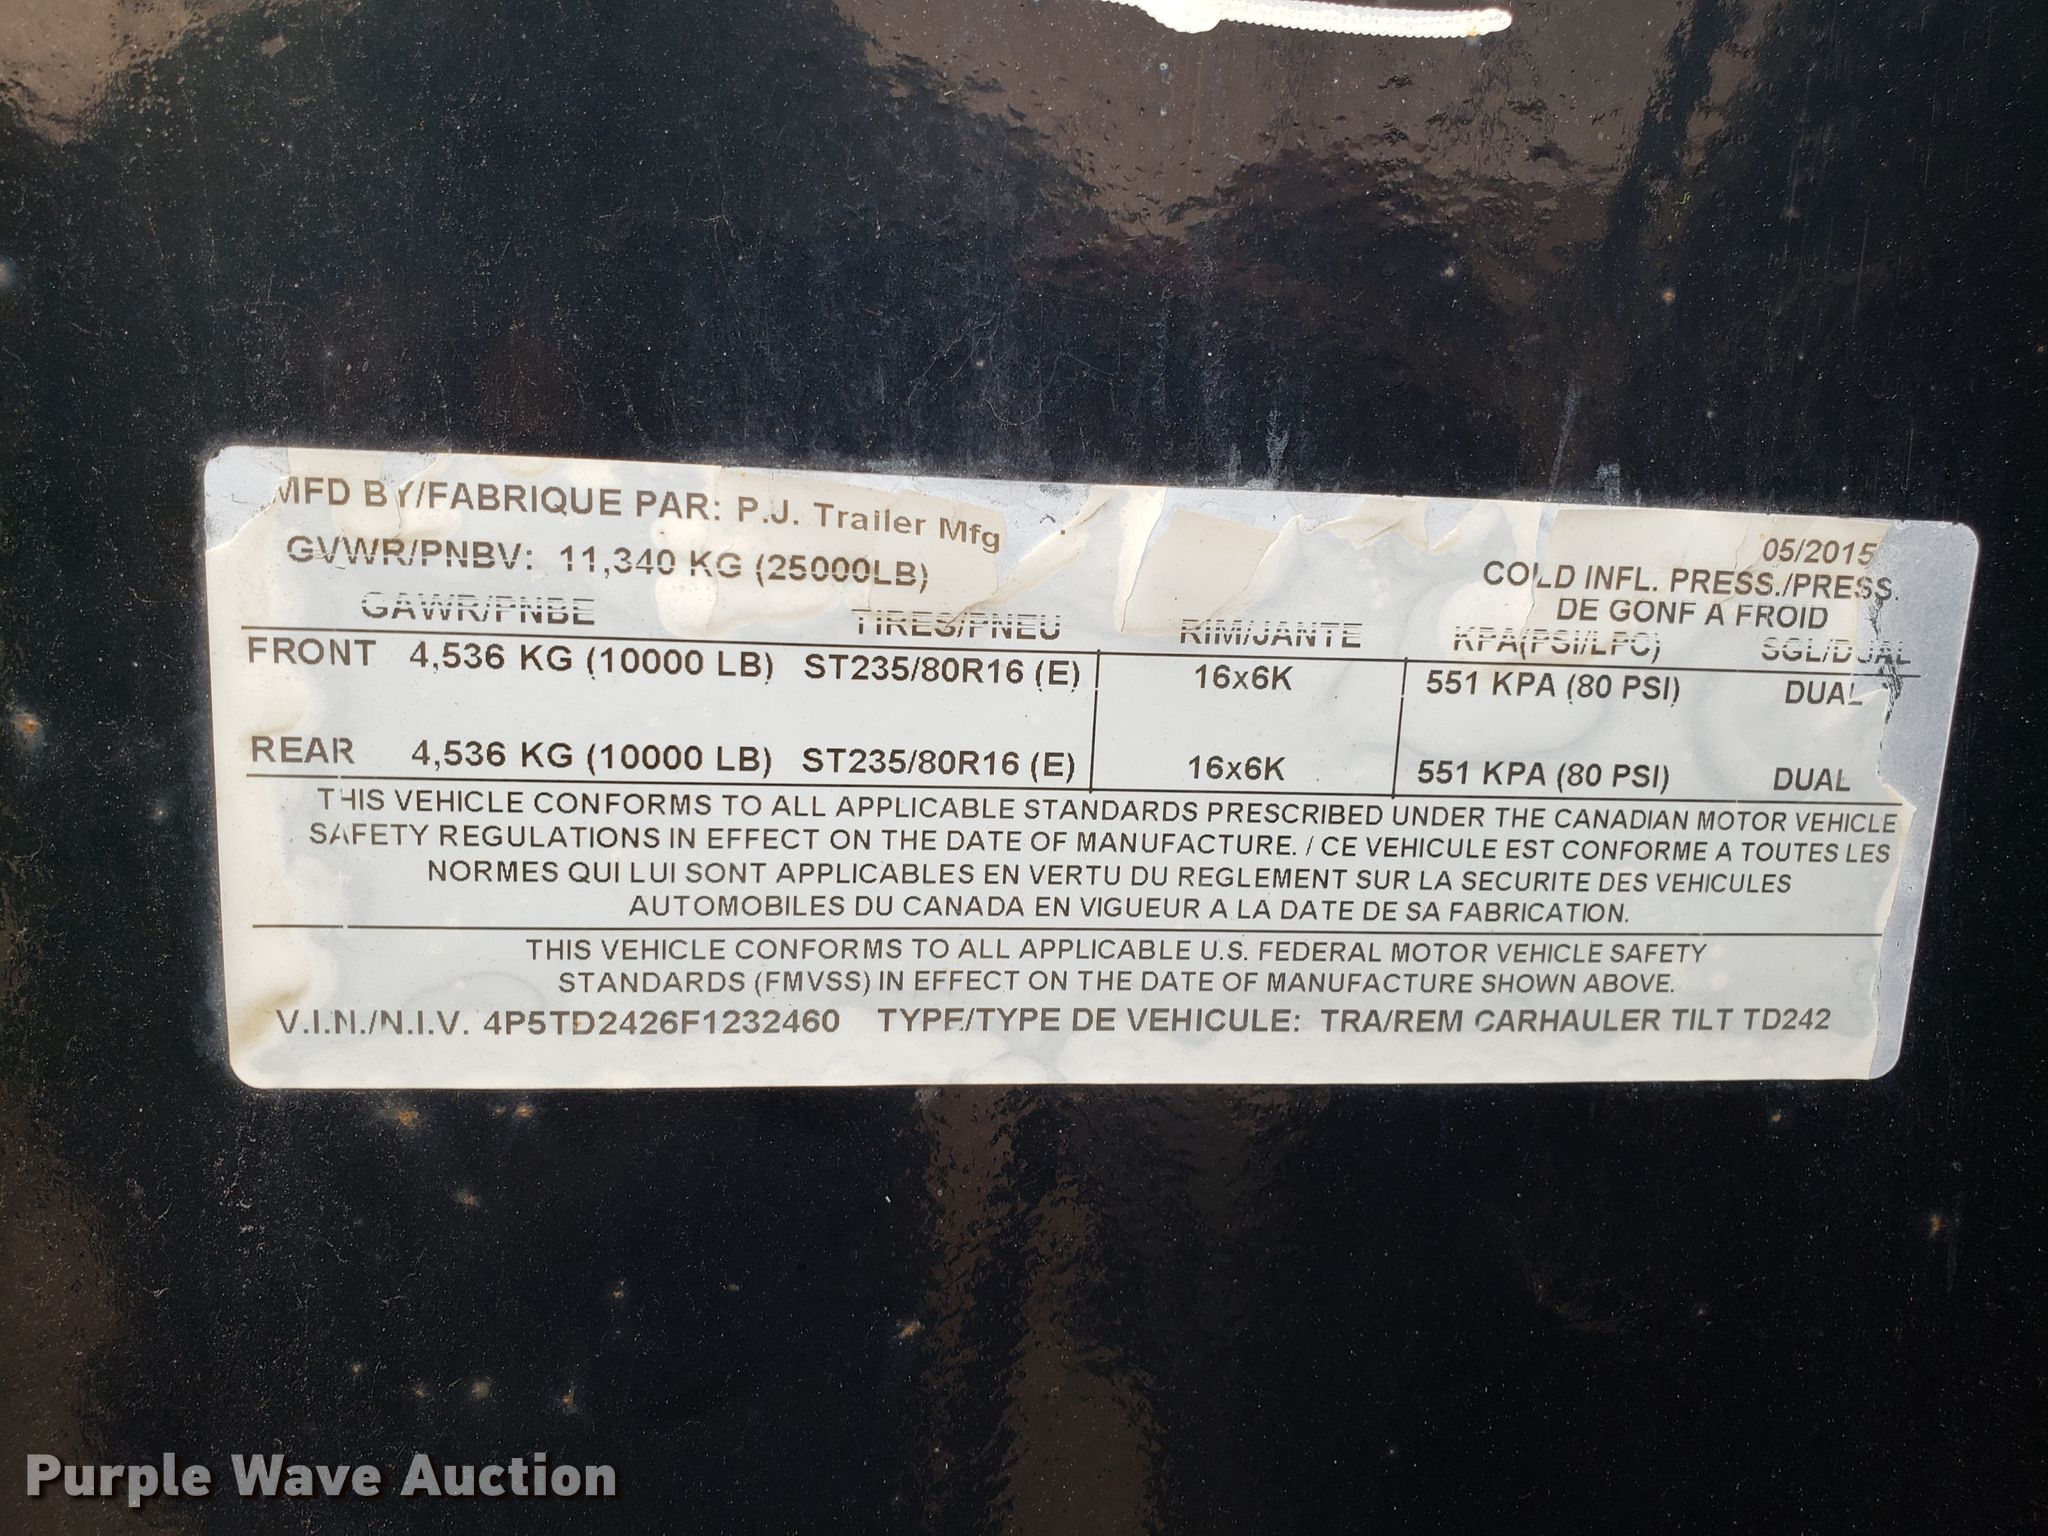 MFD BY/FABRIQUE PAR: P.J. Trailer Mfg
05/2015
GVWR/PNBV: 11,340 KG (25000LB)
COLD INFL. PRESS./PRESS.
DE GONF A FROID
GAWR/PNBE TIRES/PNEU RIM/JANTE KPA(PSI/LPC) SGL/DUAL
FRONT 4,536 KG (10000 LB) ST235/80R16 (E) 16x6K 551 KPA (80 PSI) DUAL
REAR 4,536 KG (10000 LB) ST235/80R16 (E) 16x6K 551 KPA (80 PSI) DUAL
THIS VEHICLE CONFORMS TO ALL APPLICABLE STANDARDS PRESCRIBED UNDER THE CANADIAN MOTOR VEHICLE
SAFETY REGULATIONS IN EFFECT ON THE DATE OF MANUFACTURE. / CE VEHICULE EST CONFORME A TOUTES LES
NORMES QUI LUI SONT APPLICABLES EN VERTU DU REGLEMENT SUR LA SECURITE DES VEHICULES
AUTOMOBILES DU CANADA EN VIGUEUR A LA DATE DE SA FABRICATION.
THIS VEHICLE CONFORMS TO ALL APPLICABLE U.S. FEDERAL MOTOR VEHICLE SAFETY
STANDARDS (FMVSS) IN EFFECT ON THE DATE OF MANUFACTURE SHOWN ABOVE.
V.I.N./N.I.V. 4P5TD2426F1232460 TYPE/TYPE DE VEHICULE: TRA/REM CARHAULER TILT TD242
Purple Wave Auction